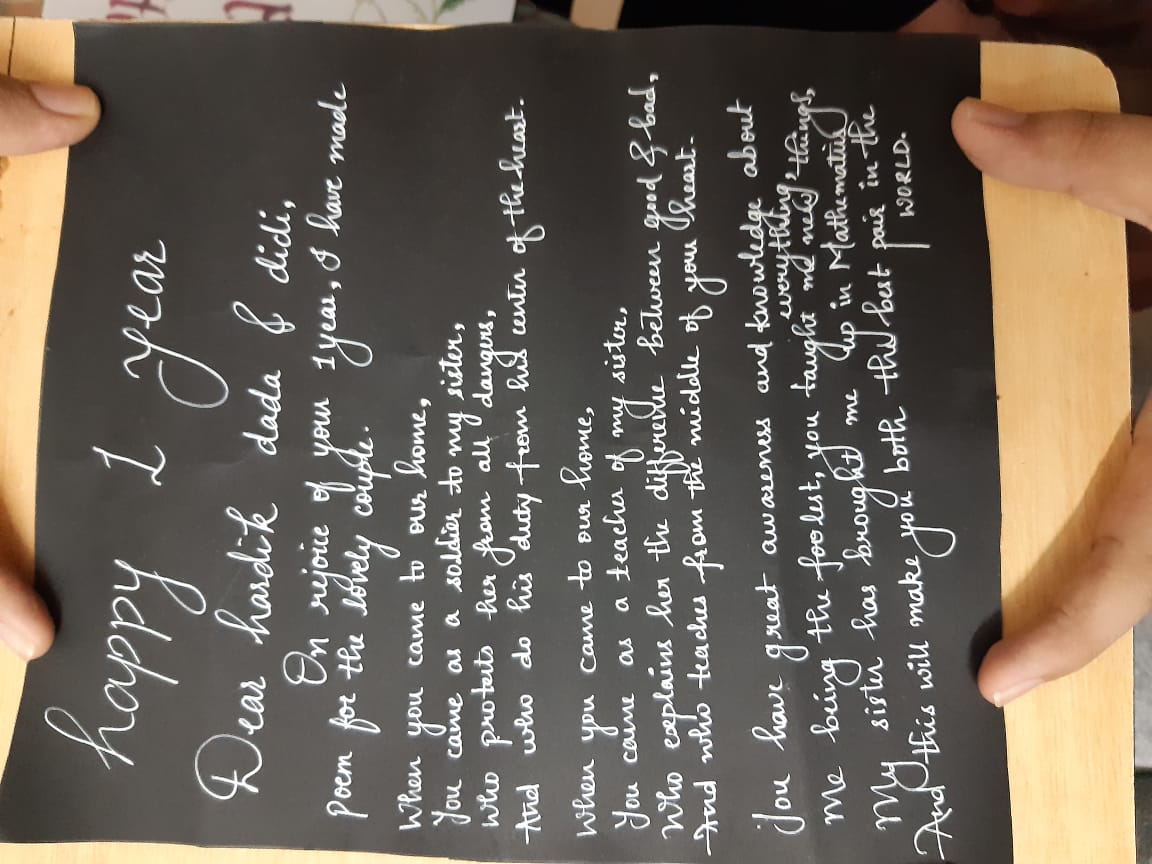 happy 1 year
Dear hardik dada & didi,
On rejoice of your 1 year, I have made
poem for the lovely couple.
When you came to our home,
You came as a soldier to my sister,
Who protets her from all dangers,
And who do his duty from his center of the heart.
When you came to our home,
You came as a teacher of my sister,
Who explains her the difference between good & bad,
And who teaches from the middle of your heart.
You have great awareness and knowledge about
everything,
Me being the foolest, you taught me new things,
My sister has brought me up in Mathematics
And this will make you both the best pair in the
WORLD.